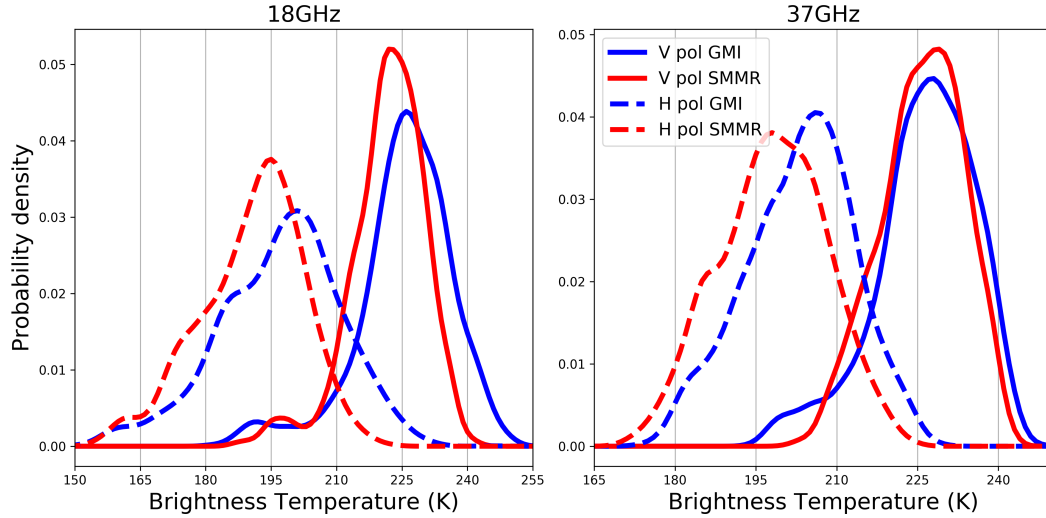 18GHz
37GHz
Probability density
0.05
0.04
0.03
0.02
0.01
0.00
150 165 180 195 210 225 240 255
Brightness Temperature (K)
0.05
0.04
0.03
0.02
0.01
0.00
V pol GMI
V pol SMMR
H pol GMI
H pol SMMR
165 180 195 210 225 240
Brightness Temperature (K)